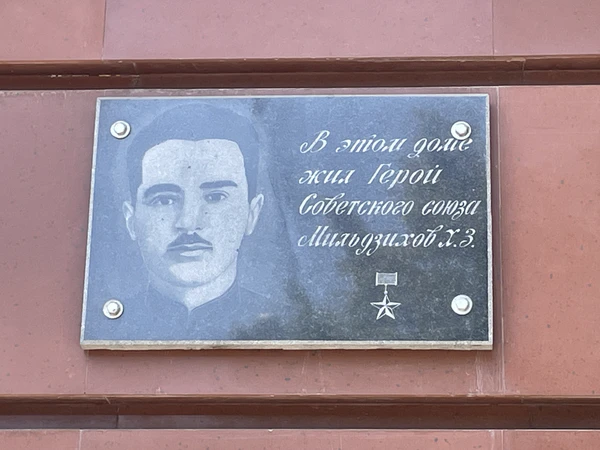 В этом доме
жил Герой
Советского союза
Мильдзихов Х.З.